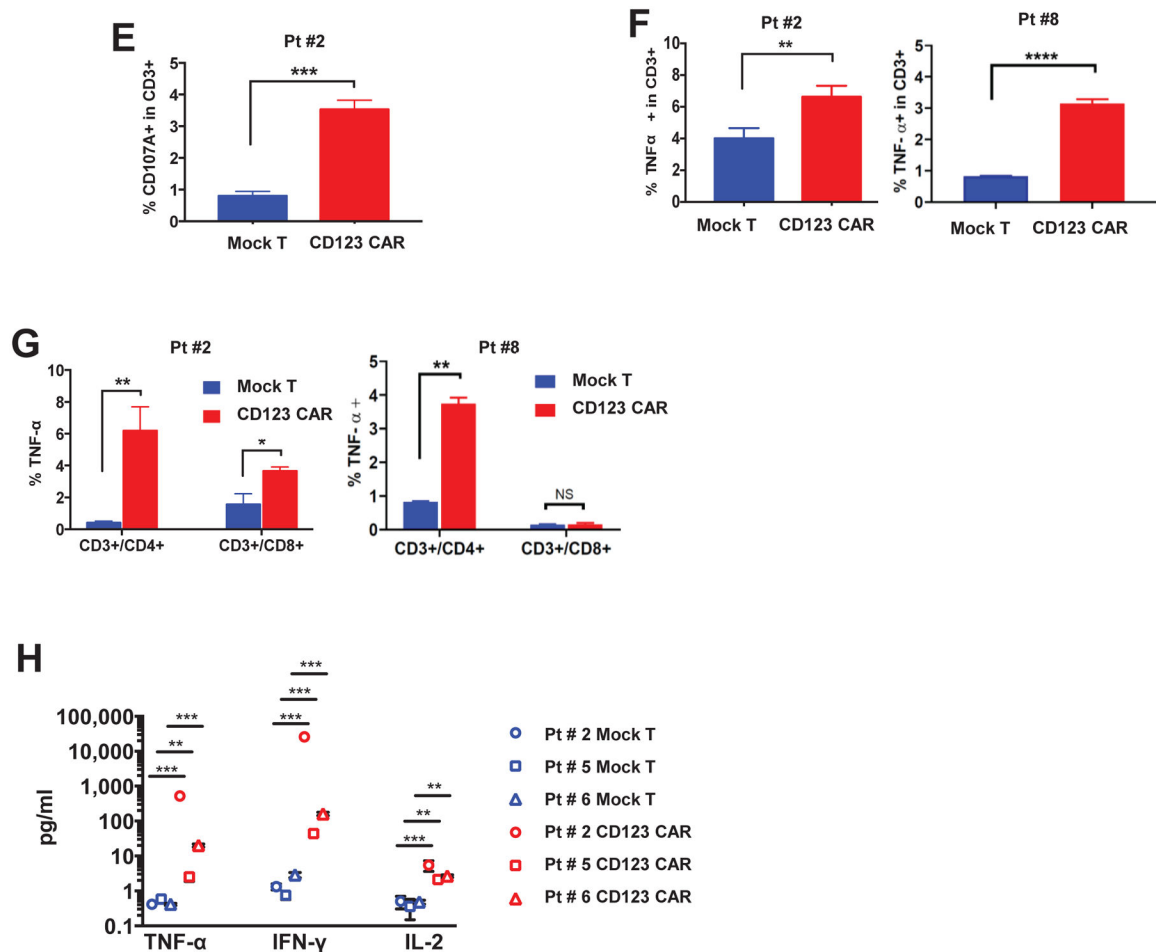 E
Pt #2
***
% CD107A+ in CD3+
5
4
3
2
1
0
Mock T
CD123 CAR
F
Pt #2
**
% TNFα + in CD3+
10
8
6
4
2
0
Mock T
CD123 CAR
Pt #8
****
% TNF- α+ in CD3+
5
4
3
2
1
0
Mock T
CD123 CAR
G
Pt #2
% TNF-α
10
8
6
4
2
0
**
*
Mock T
CD123 CAR
CD3+/CD4+
CD3+/CD8+
Pt #8
% TNF- α +
5
4
3
2
1
0
**
NS
Mock T
CD123 CAR
CD3+/CD4+
CD3+/CD8+
H
pg/ml
100,000
10,000
1,000
100
10
1
0.1
***
**
***
***
***
***
**
**
***
TNF-α
IFN-γ
IL-2
Pt # 2 Mock T
Pt # 5 Mock T
Pt # 6 Mock T
Pt # 2 CD123 CAR
Pt # 5 CD123 CAR
Pt # 6 CD123 CAR